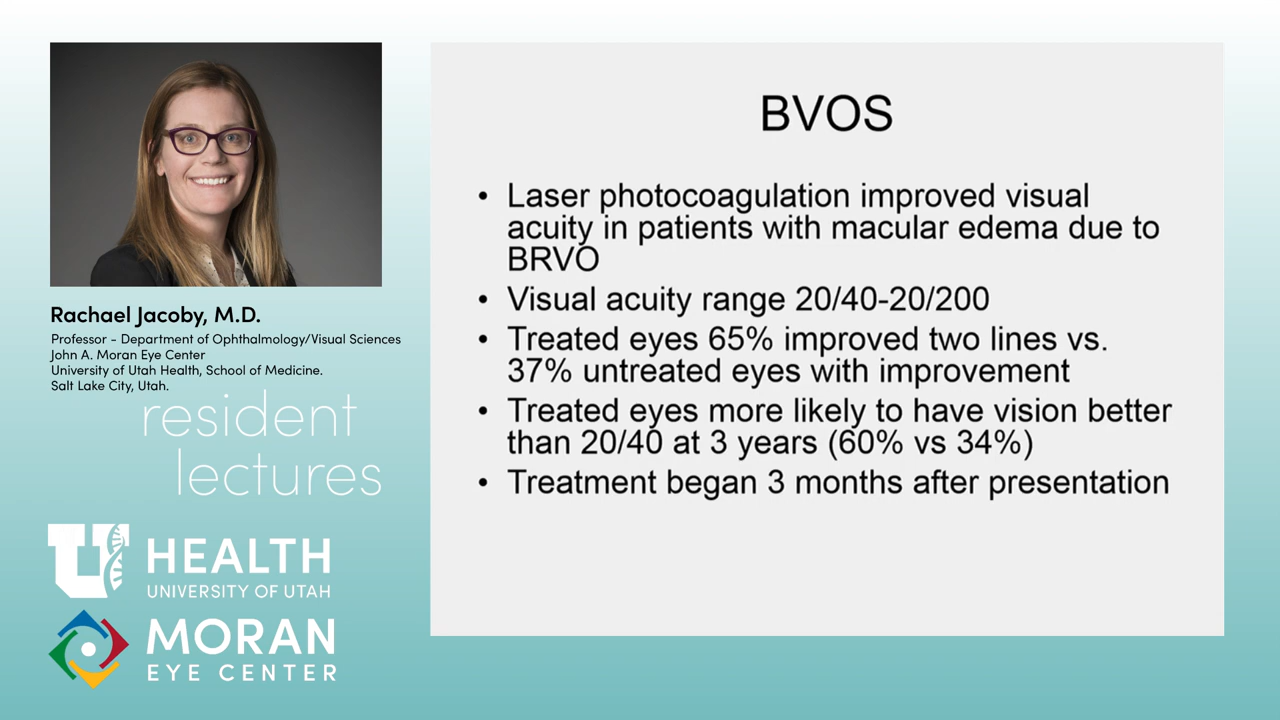 Rachael Jacoby, M.D.
Professor - Department of Ophthalmology/Visual Sciences
John A. Moran Eye Center
University of Utah Health, School of Medicine.
Salt Lake City, Utah.
resident
lectures
U HEALTH
UNIVERSITY OF UTAH
MORAN
EYE CENTER
BVOS
• Laser photocoagulation improved visual
acuity in patients with macular edema due to
BRVO
• Visual acuity range 20/40-20/200
• Treated eyes 65% improved two lines vs.
37% untreated eyes with improvement
• Treated eyes more likely to have vision better
than 20/40 at 3 years (60% vs 34%)
• Treatment began 3 months after presentation